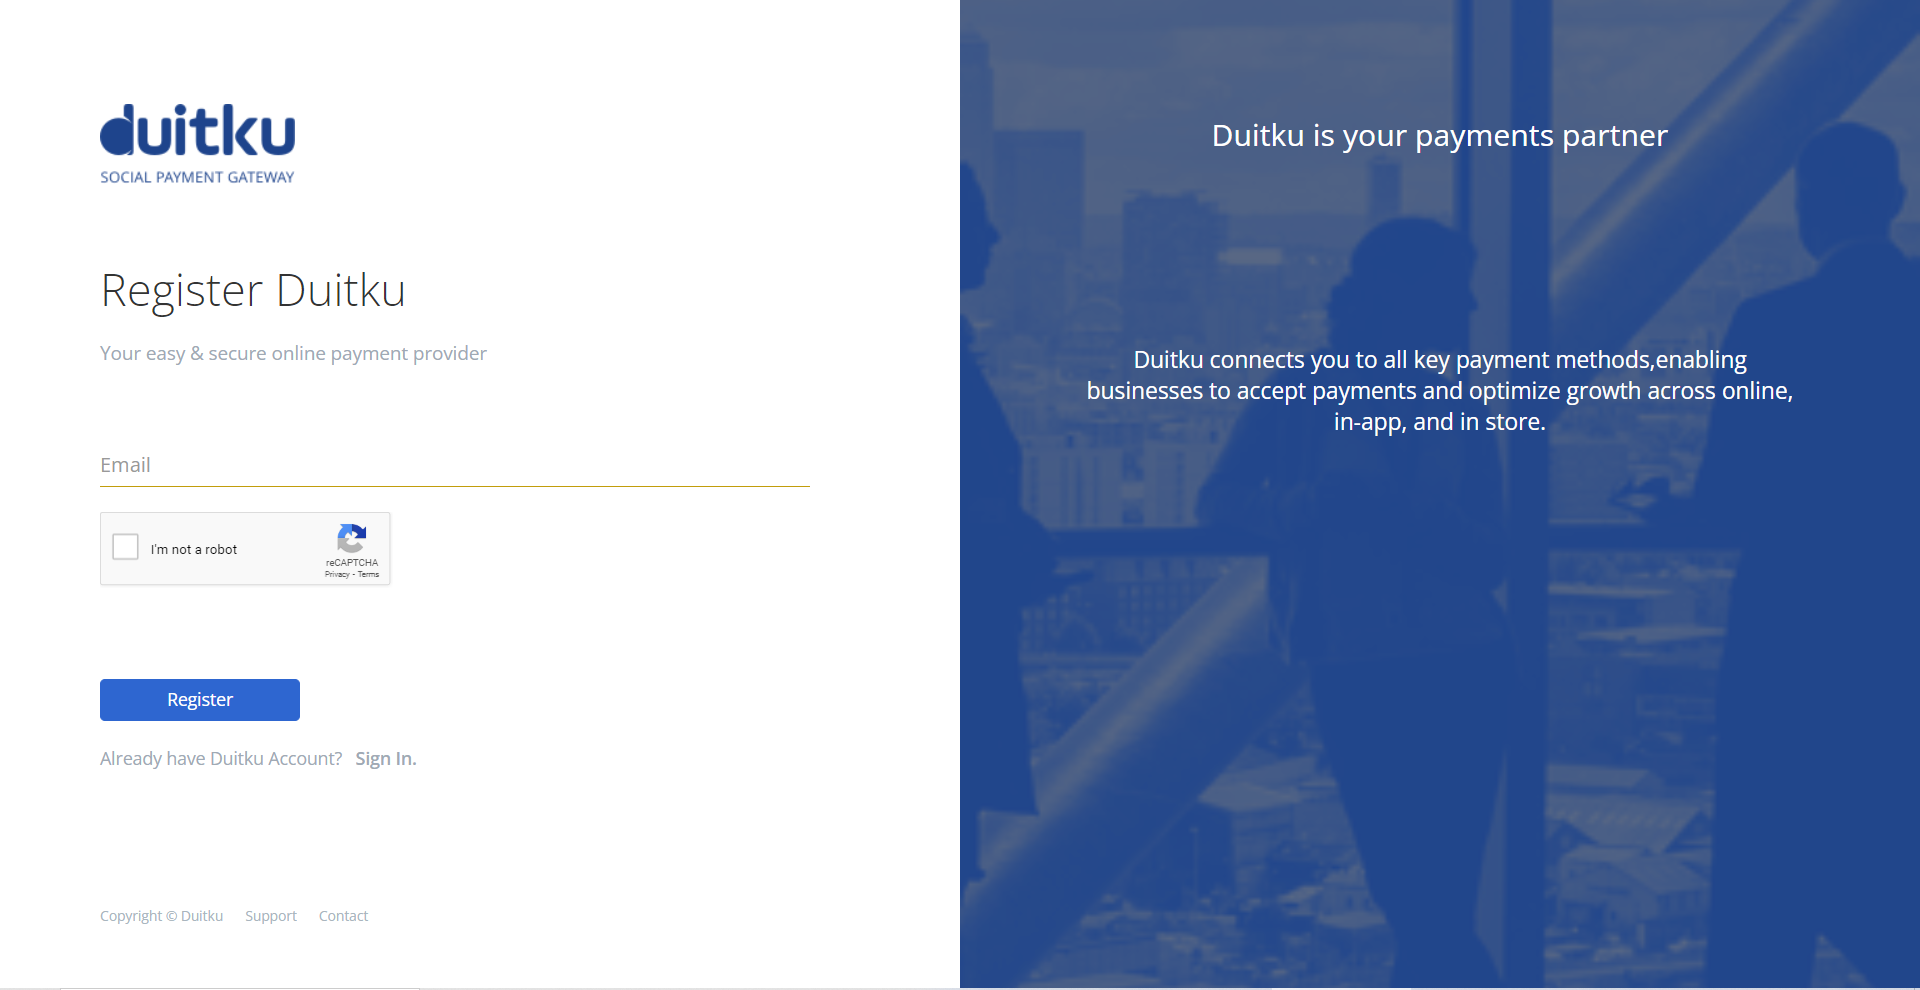 duitku
SOCIAL PAYMENT GATEWAY
Register Duitku
Your easy & secure online payment provider
Email
I'm not a robot
reCAPTCHA
Privacy - Terms
Register
Already have Duitku Account? Sign In.
Copyright © Duitku Support Contact
Duitku is your payments partner
Duitku connects you to all key payment methods,enabling
businesses to accept payments and optimize growth across online,
in-app, and in store.